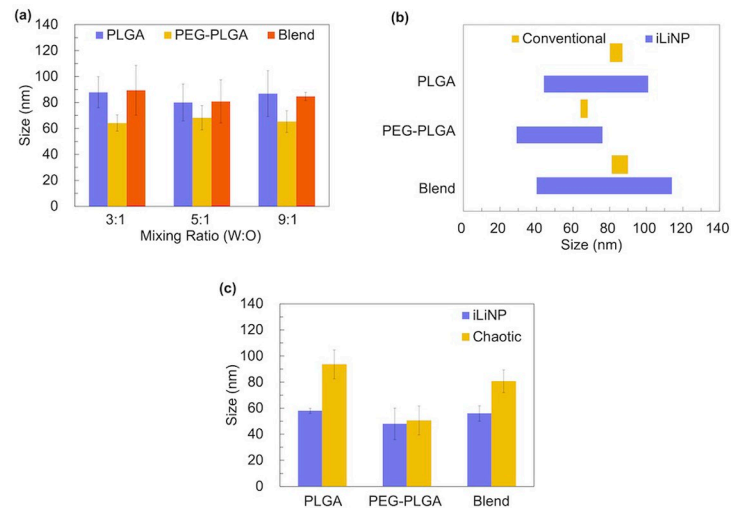 (a)
140
120
100
80
60
40
20
0
Size (nm)
PLGA PEG-PLGA Blend
3:1 5:1 9:1
Mixing Ratio (W:O)
(b)
Conventional iLiNP
PLGA
PEG-PLGA
Blend
0 20 40 60 80 100 120 140
Size (nm)
(c)
140
120
100
80
60
40
20
0
Size (nm)
iLiNP
Chaotic
PLGA PEG-PLGA Blend